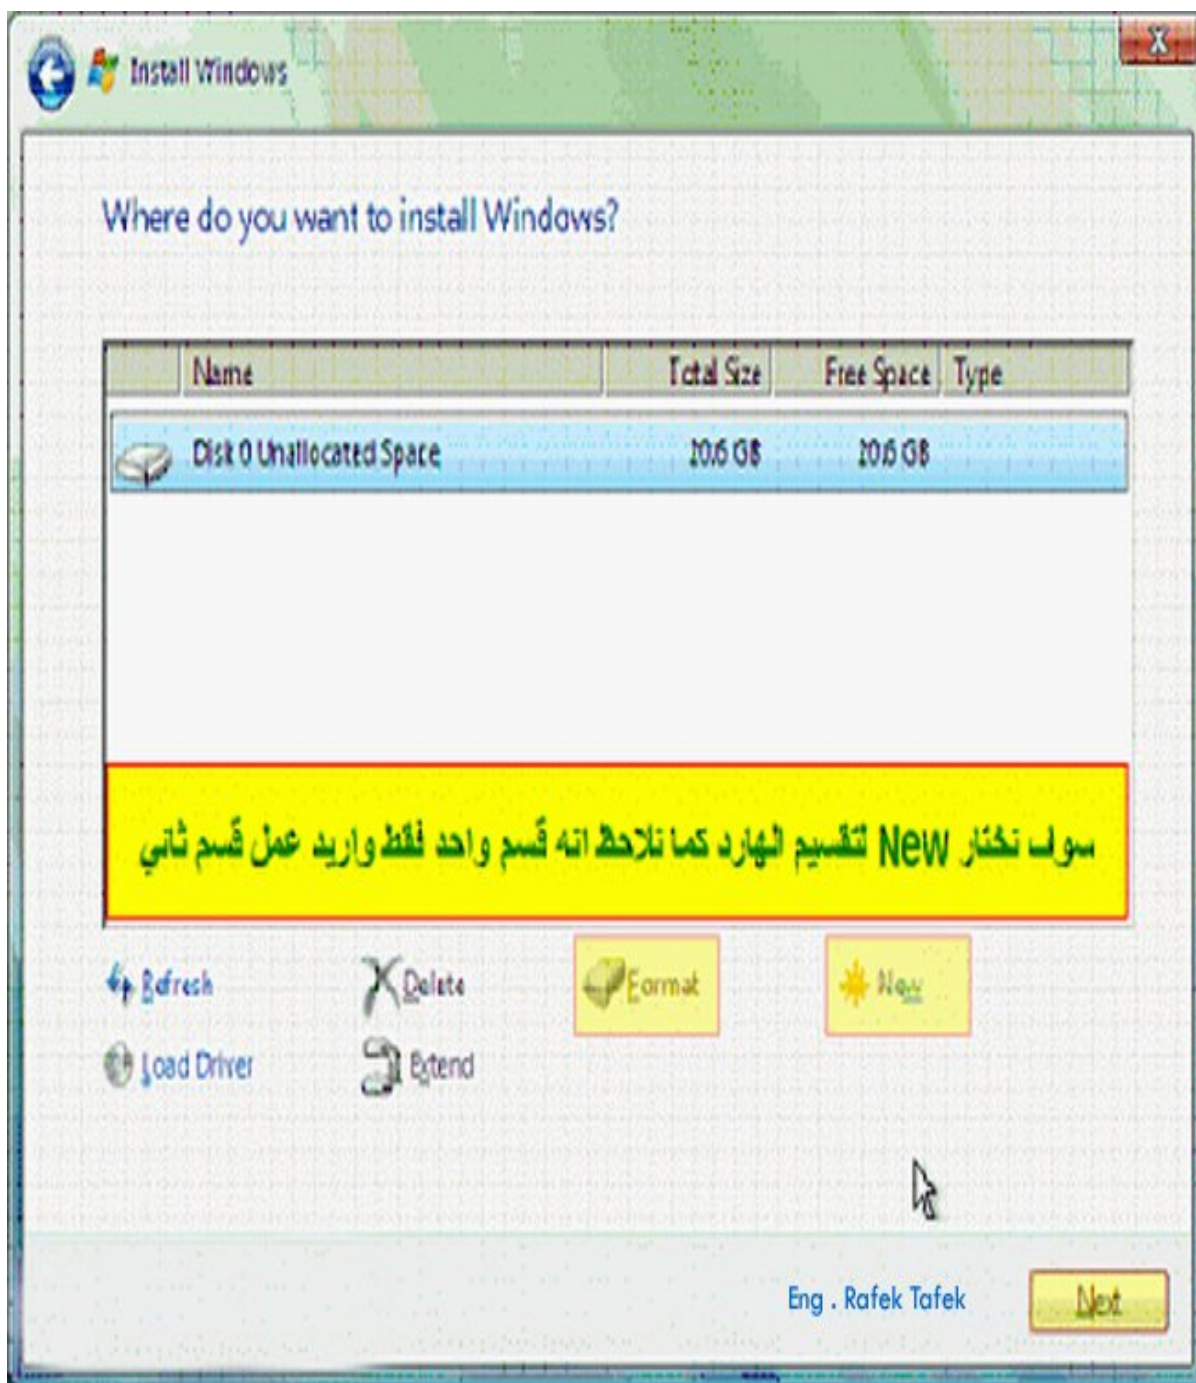 Install Windows
X
Where do you want to install Windows?
Name Total Size Free Space Type
Disk 0 Unallocated Space 20.6 GB 20.6 GB
سوف نختار New لتقسيم الهارد كما نلاحظ انه قسم واحد فقط واريد عمل قسم ثاني
Refresh Delete Format New
Load Driver Extend
Eng . Rafek Tafek
Next